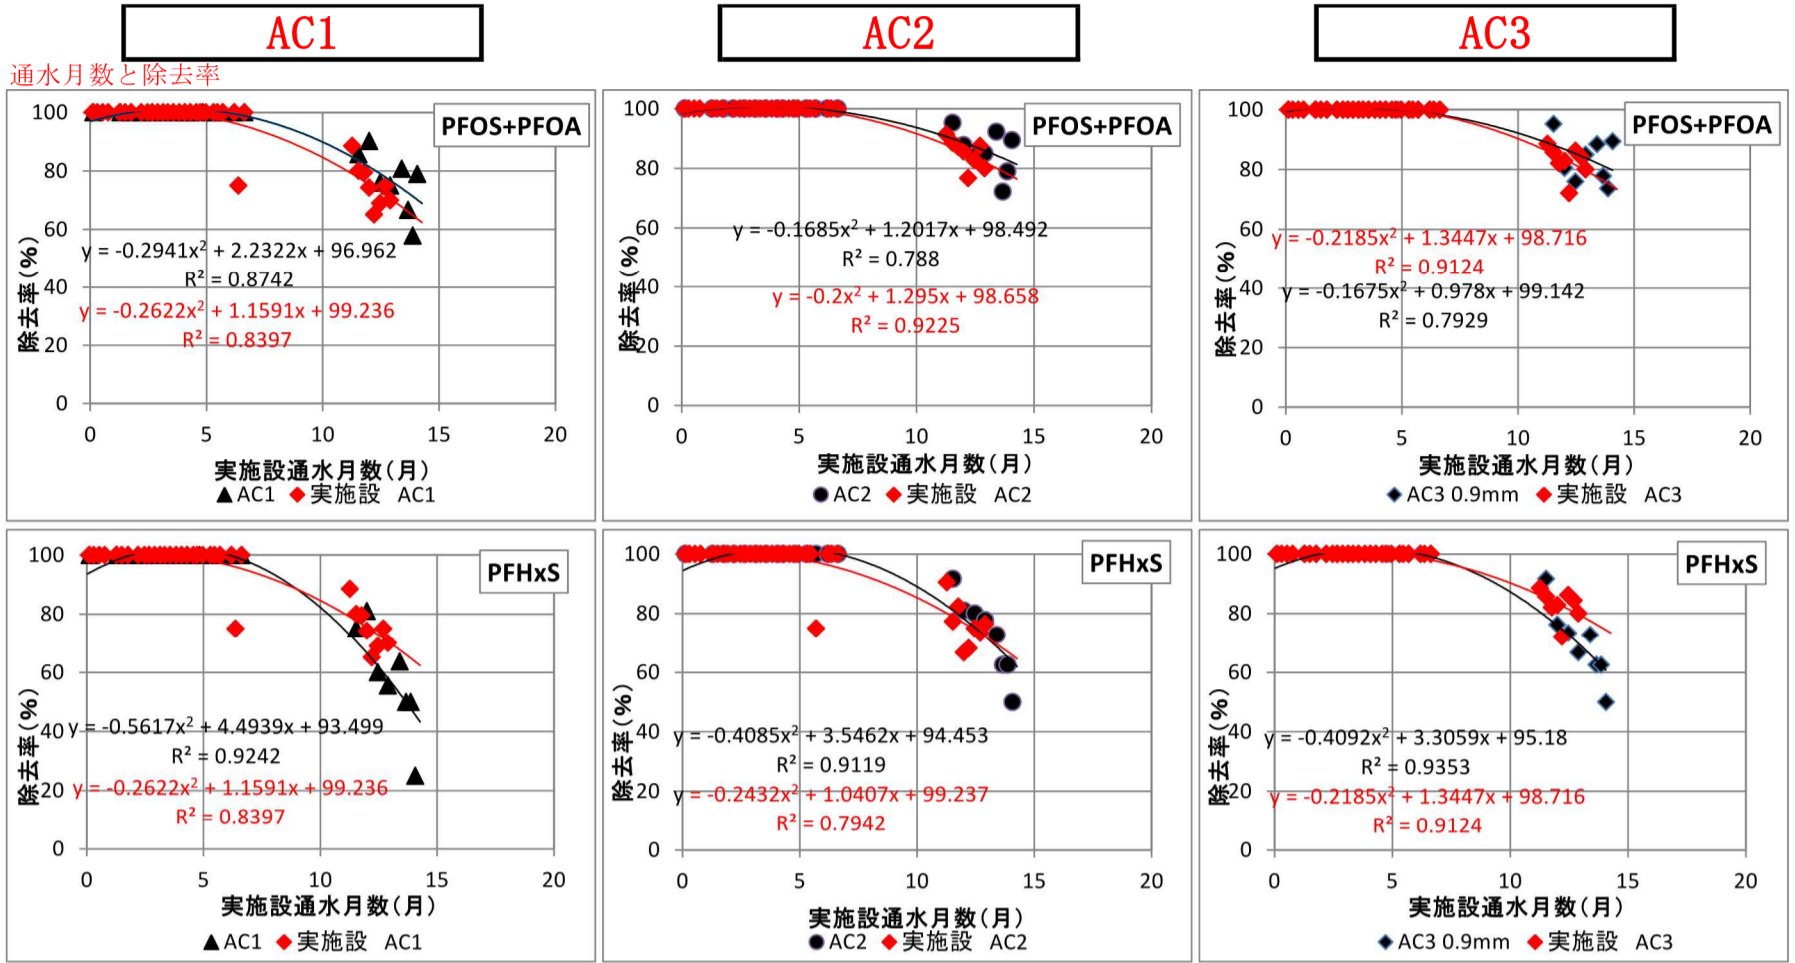 AC1
AC2
AC3
通水月数と除去率
PFOS+PFOA
100
80
60
40
20
0
除去率(%)
y = -0.2941x² + 2.2322x + 96.962
R² = 0.8742
y = -0.2622x² + 1.1591x + 99.236
R² = 0.8397
0 5 10 15 20
実施設通水月数(月)
AC1 実施設 AC1
PFOS+PFOA
100
80
60
40
20
0
除去率(%)
y = -0.1685x² + 1.2017x + 98.492
R² = 0.788
y = -0.2x² + 1.295x + 98.658
R² = 0.9225
0 5 10 15 20
実施設通水月数(月)
AC2 実施設 AC2
PFOS+PFOA
100
80
60
40
20
0
除去率(%)
y = -0.2185x² + 1.3447x + 98.716
R² = 0.9124
y = -0.1675x² + 0.978x + 99.142
R² = 0.7929
0 5 10 15 20
実施設通水月数(月)
AC3 0.9mm 実施設 AC3
PFHxS
100
80
60
40
20
0
除去率(%)
y = -0.5617x² + 4.4939x + 93.499
R² = 0.9242
y = -0.2622x² + 1.1591x + 99.236
R² = 0.8397
0 5 10 15 20
実施設通水月数(月)
AC1 実施設 AC1
PFHxS
100
80
60
40
20
0
除去率(%)
y = -0.4085x² + 3.5462x + 94.453
R² = 0.9119
y = -0.2432x² + 1.0407x + 99.237
R² = 0.7942
0 5 10 15 20
実施設通水月数(月)
AC2 実施設 AC2
PFHxS
100
80
60
40
20
0
除去率(%)
y = -0.4092x² + 3.3059x + 95.18
R² = 0.9353
y = -0.2185x² + 1.3447x + 98.716
R² = 0.9124
0 5 10 15 20
実施設通水月数(月)
AC3 0.9mm 実施設 AC3